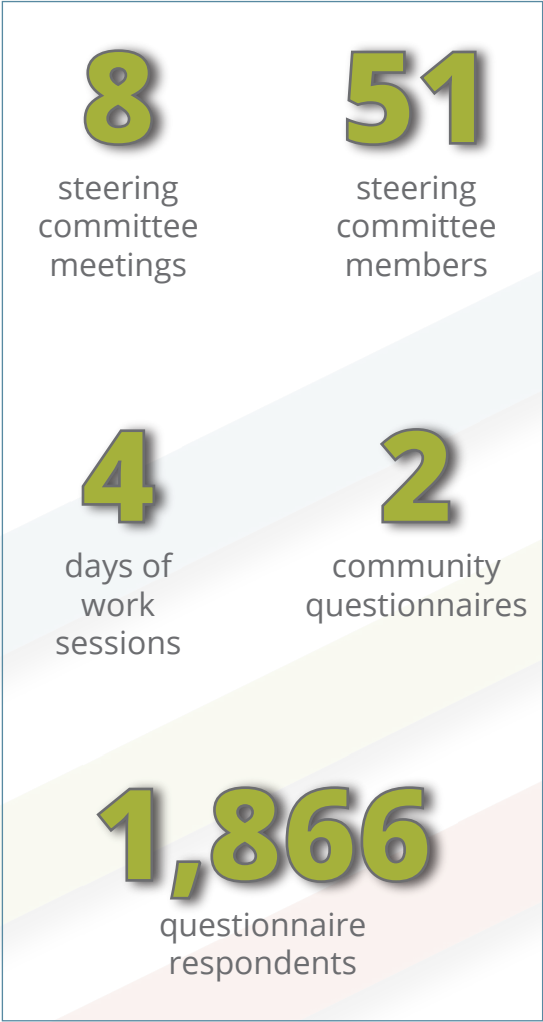 8
steering
committee
meetings
51
steering
committee
members
4
days of
work
sessions
2
community
questionnaires
1,866
questionnaire
respondents